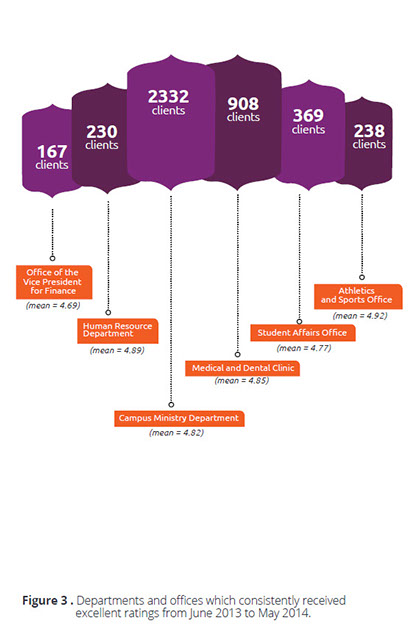 167
clients
230
clients
2332
clients
908
clients
369
clients
238
clients
Office of the
Vice President
for Finance
(mean = 4.69)
Human Resource
Department
(mean = 4.89)
Campus Ministry Department
(mean = 4.82)
Medical and Dental Clinic
(mean = 4.85)
Student Affairs Office
(mean = 4.77)
Athletics
and Sports Office
(mean = 4.92)
Figure 3 . Departments and offices which consistently received
excellent ratings from June 2013 to May 2014.